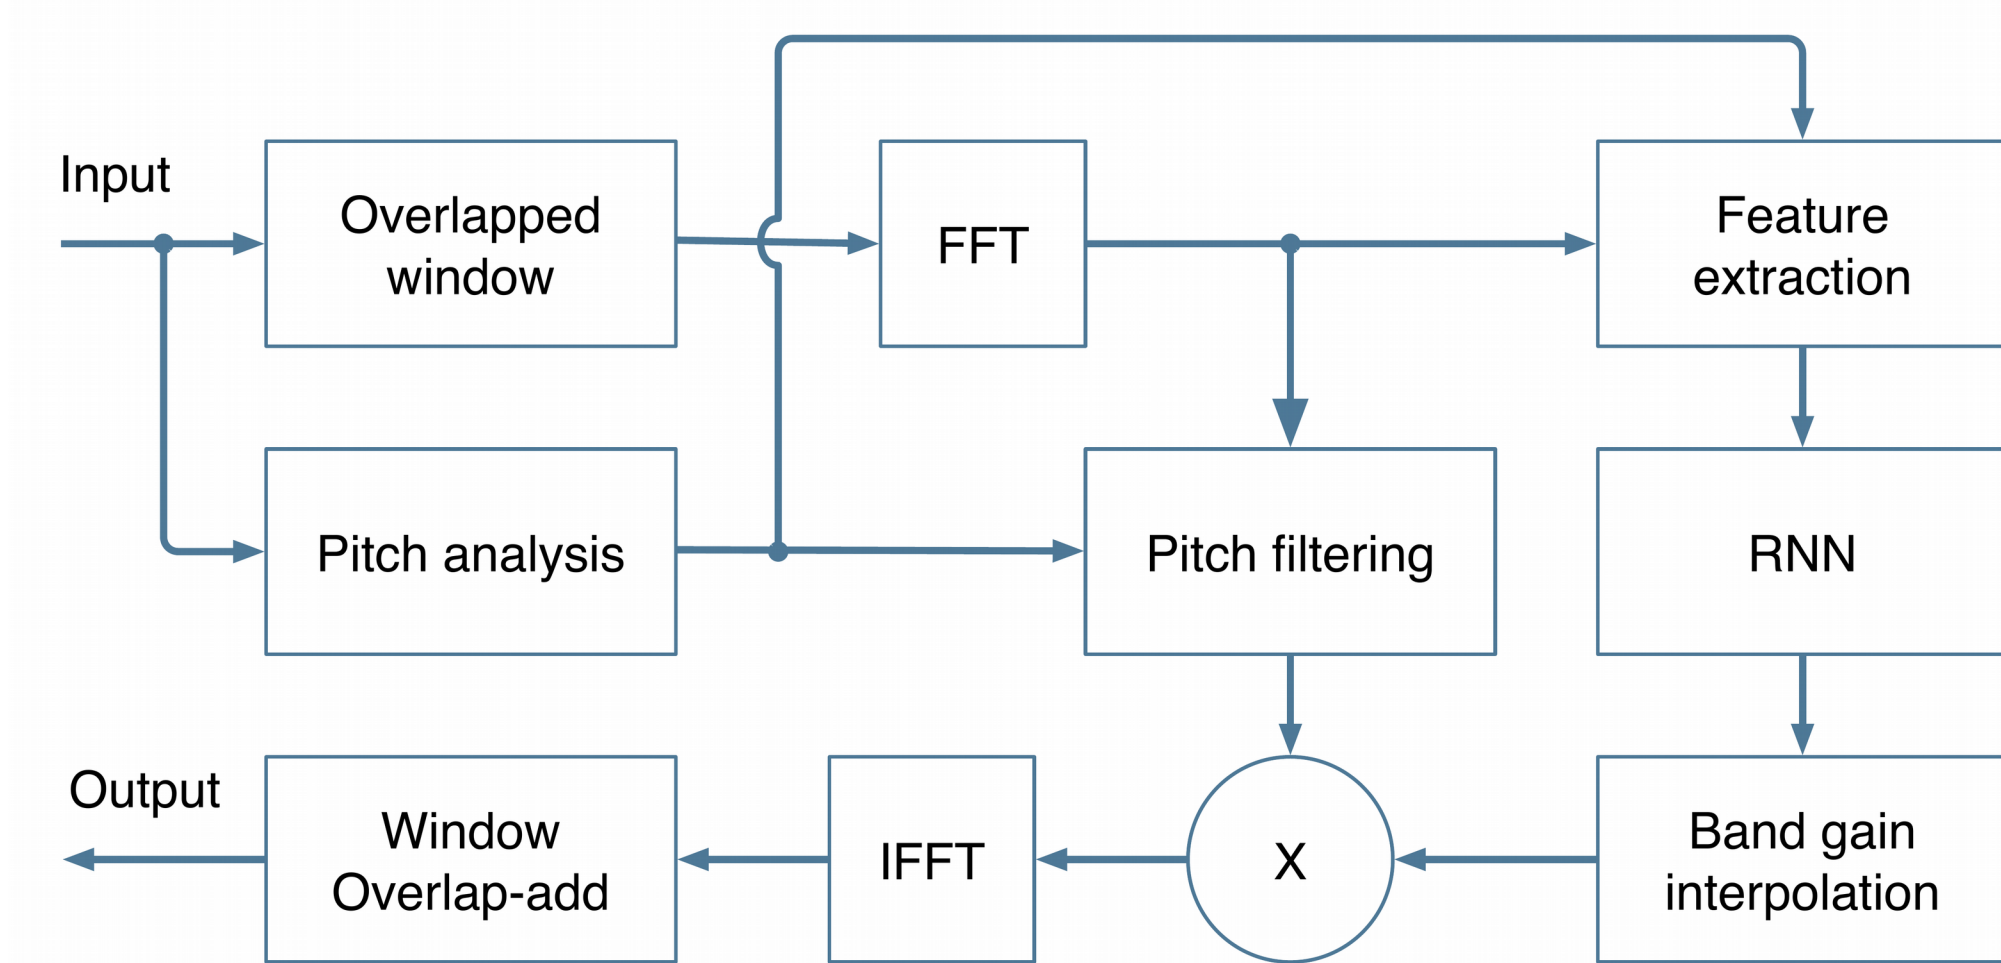 Input
Overlapped
window
FFT
Feature
extraction
Pitch analysis
Pitch filtering
RNN
Output
Window
Overlap-add
IFFT
X
Band gain
interpolation